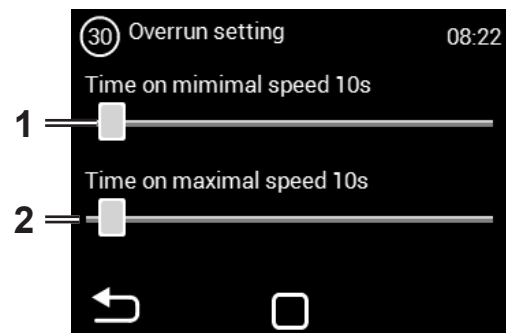 30 Overrun setting 08:22
Time on mimimal speed 10s
1
Time on maximal speed 10s
2